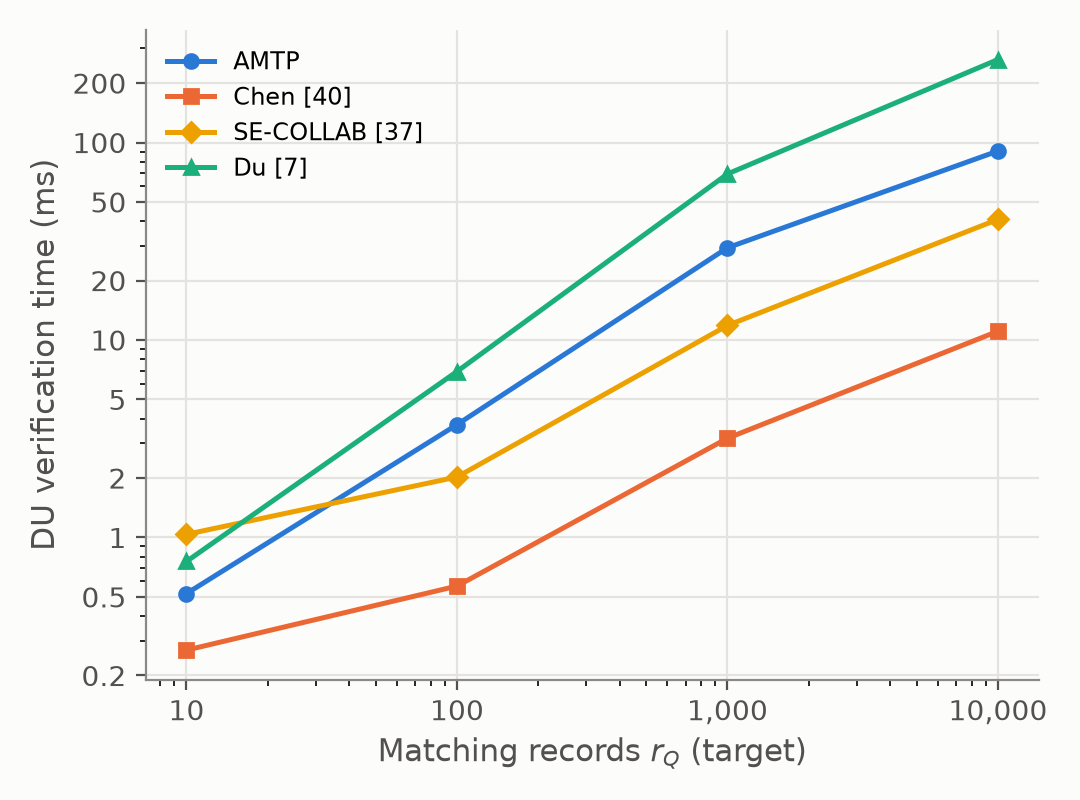 AMTP
Chen [40]
SE-COLLAB [37]
Du [7]
DU verification time (ms)
200
100
50
20
10
5
2
1
0.5
0.2
10
100
1,000
10,000
Matching records r_Q (target)